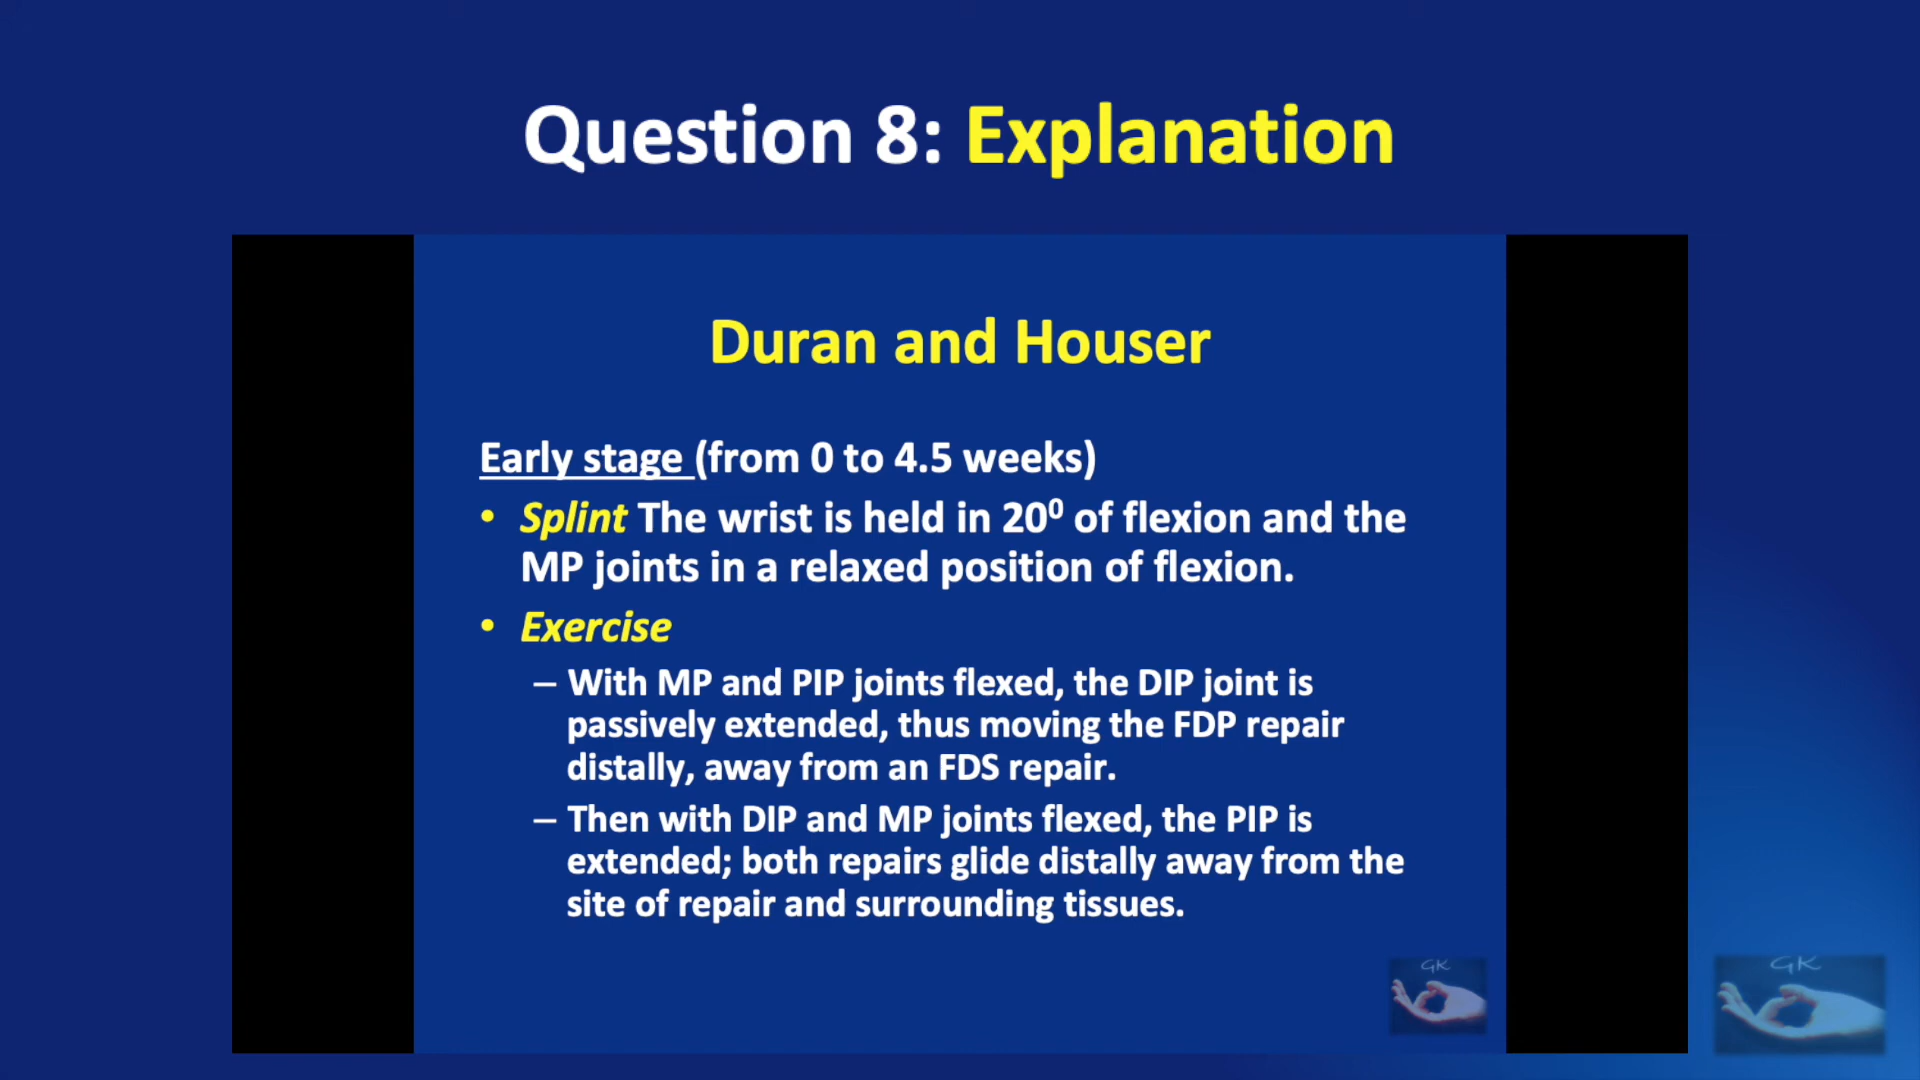 Question 8: Explanation
Duran and Houser
Early stage (from 0 to 4.5 weeks)
• Splint The wrist is held in 20⁰ of flexion and the
MP joints in a relaxed position of flexion.
• Exercise
– With MP and PIP joints flexed, the DIP joint is
passively extended, thus moving the FDP repair
distally, away from an FDS repair.
– Then with DIP and MP joints flexed, the PIP is
extended; both repairs glide distally away from the
site of repair and surrounding tissues.
GK
GK